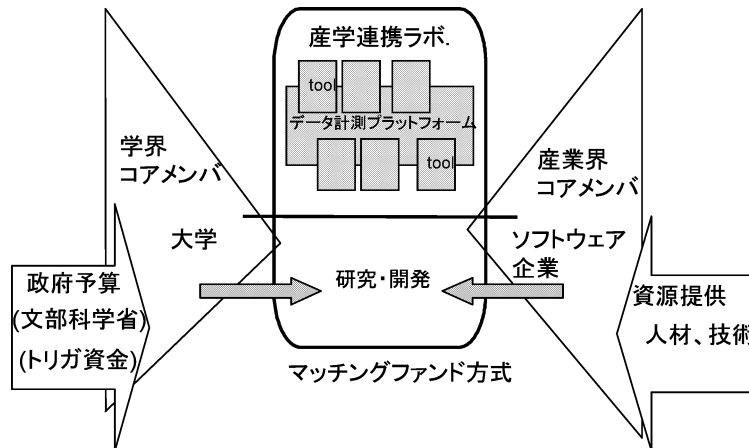 産学連携ラボ.
tool
データ計測プラットフォーム
tool
学界
コアメンバ
産業界
コアメンバ
大学
ソフトウェア
企業
研究・開発
政府予算
(文部科学省)
(トリガ資金)
資源提供
人材、技術
マッチングファンド方式